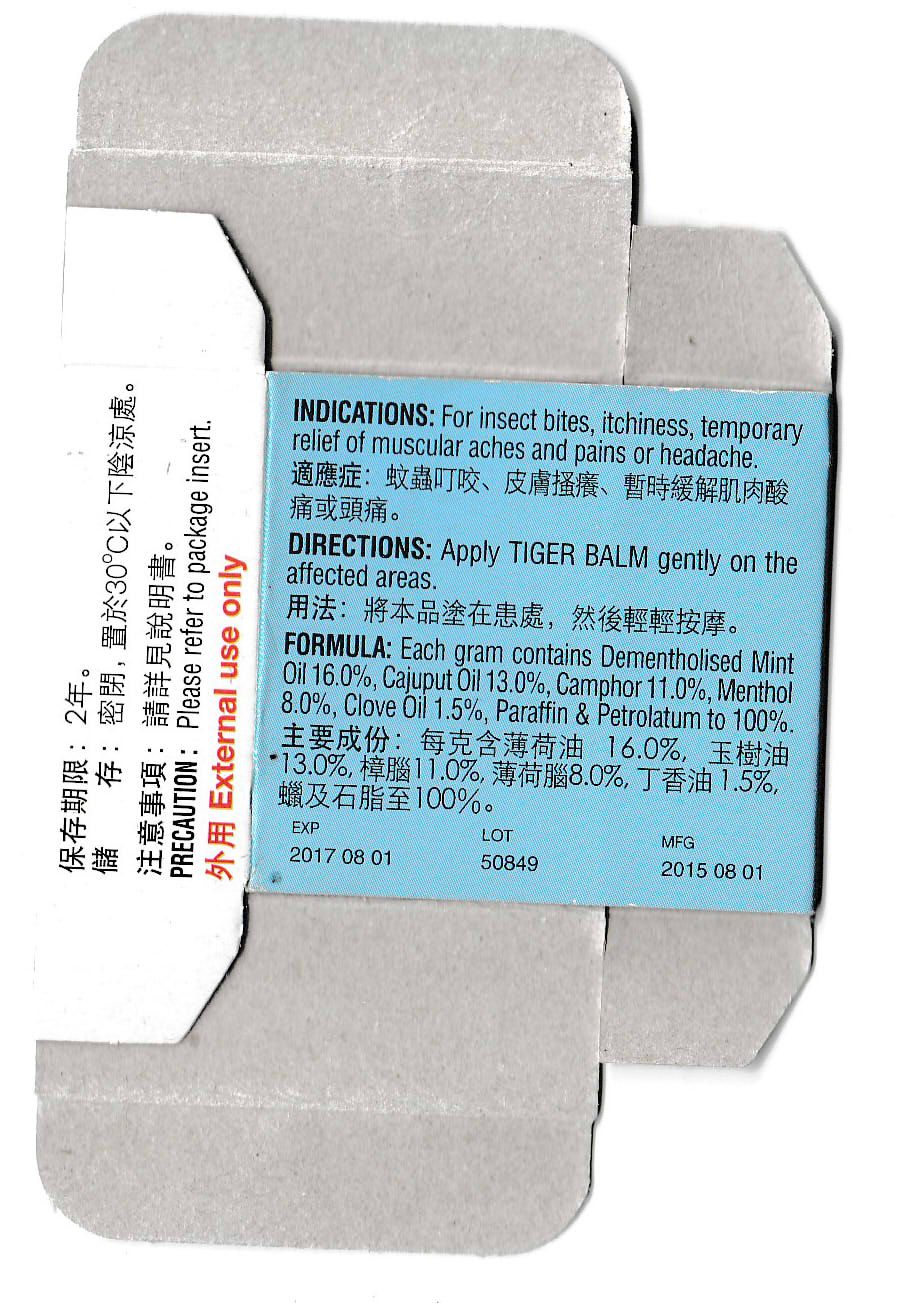 INDICATIONS: For insect bites, itchiness, temporary
relief of muscular aches and pains or headache.
適應症：蚊蟲叮咬、皮膚搔癢、暫時緩解肌肉酸
痛或頭痛。
DIRECTIONS: Apply TIGER BALM gently on the
affected areas.
用法：將本品塗在患處，然後輕輕按摩。
FORMULA: Each gram contains Dementholised Mint
Oil 16.0%, Cajuput Oil 13.0%, Camphor 11.0%, Menthol
8.0%, Clove Oil 1.5%, Paraffin & Petrolatum to 100%.
主要成份：每克含薄荷油 16.0%, 玉樹油
13.0%, 樟腦11.0%, 薄荷腦8.0%, 丁香油1.5%,
蠟及石脂至100%。
EXP LOT MFG
2017 08 01 50849 2015 08 01
保存期限：2年。
儲 存：密閉，置於30°C以下陰涼處。
注意事項：請詳見說明書。
PRECAUTION: Please refer to package insert.
外用 External use only